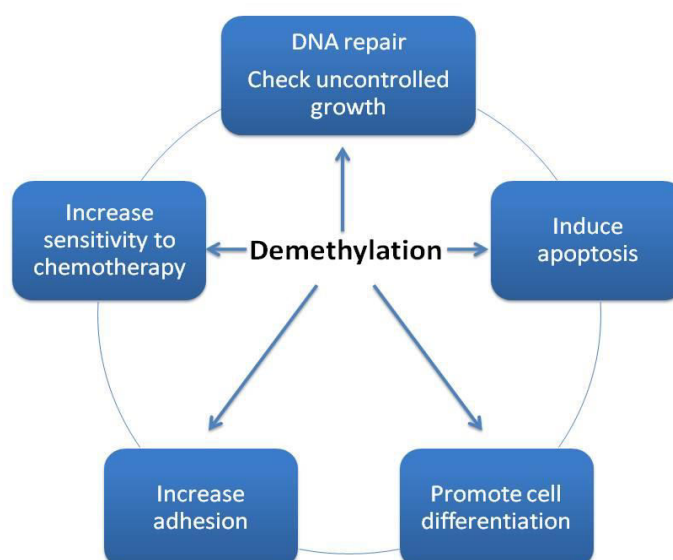 DNA repair
Check uncontrolled
growth
Increase
sensitivity to
chemotherapy
Demethylation
Induce
apoptosis
Increase
adhesion
Promote cell
differentiation